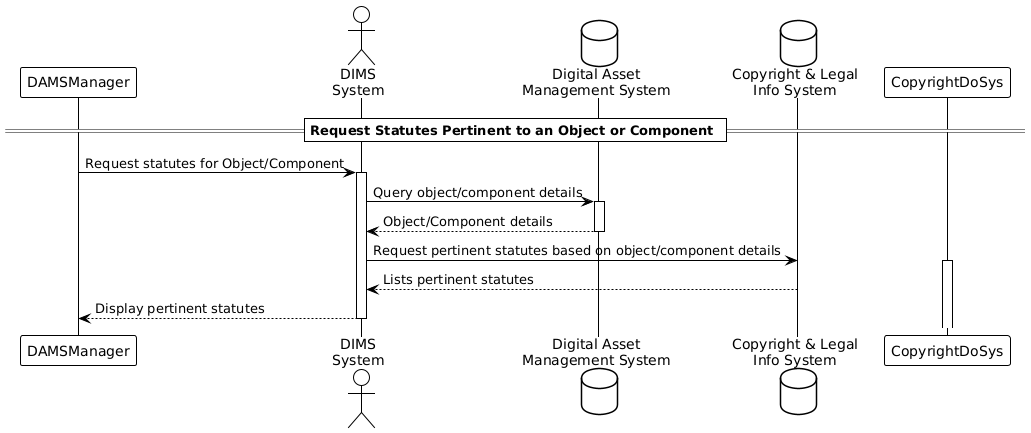 DIMS
System
Digital Asset
Management System
Copyright & Legal
Info System
DAMSManager
CopyrightDoSys
Request Statutes Pertinent to an Object or Component
Request statutes for Object/Component
Query object/component details
Object/Component details
Request pertinent statutes based on object/component details
Lists pertinent statutes
Display pertinent statutes
DAMSManager
DIMS
System
Digital Asset
Management System
Copyright & Legal
Info System
CopyrightDoSys